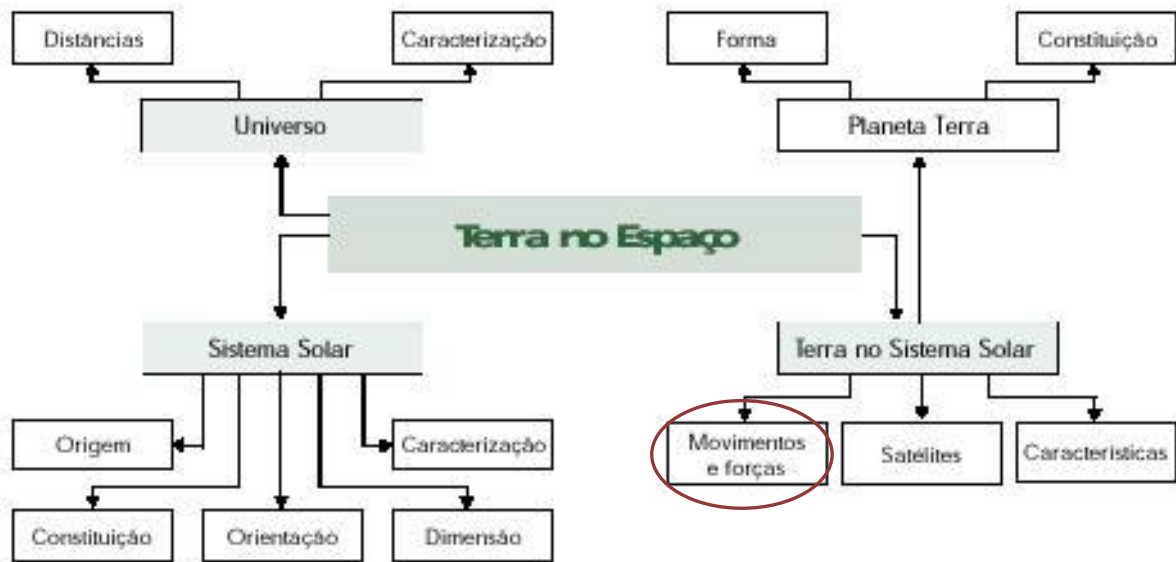 Distâncias
Caracterização
Forma
Constituição
Universo
Planeta Terra
Terra no Espaço
Sistema Solar
Terra no Sistema Solar
Origem
Caracterização
Movimentos
e forças
Satélites
Características
Constituição
Orientação
Dimensão